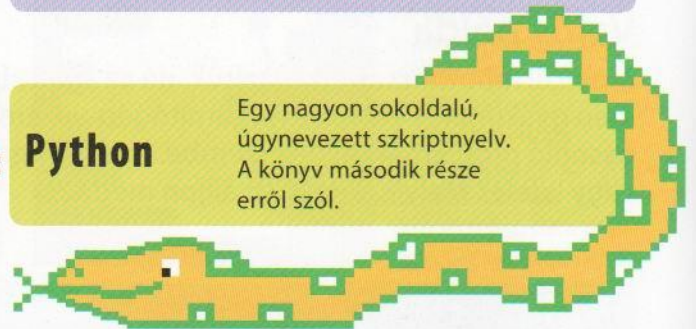 Python
Egy nagyon sokoldalú,
úgynevezett szkriptnyelv.
A könyv második része
erről szól.